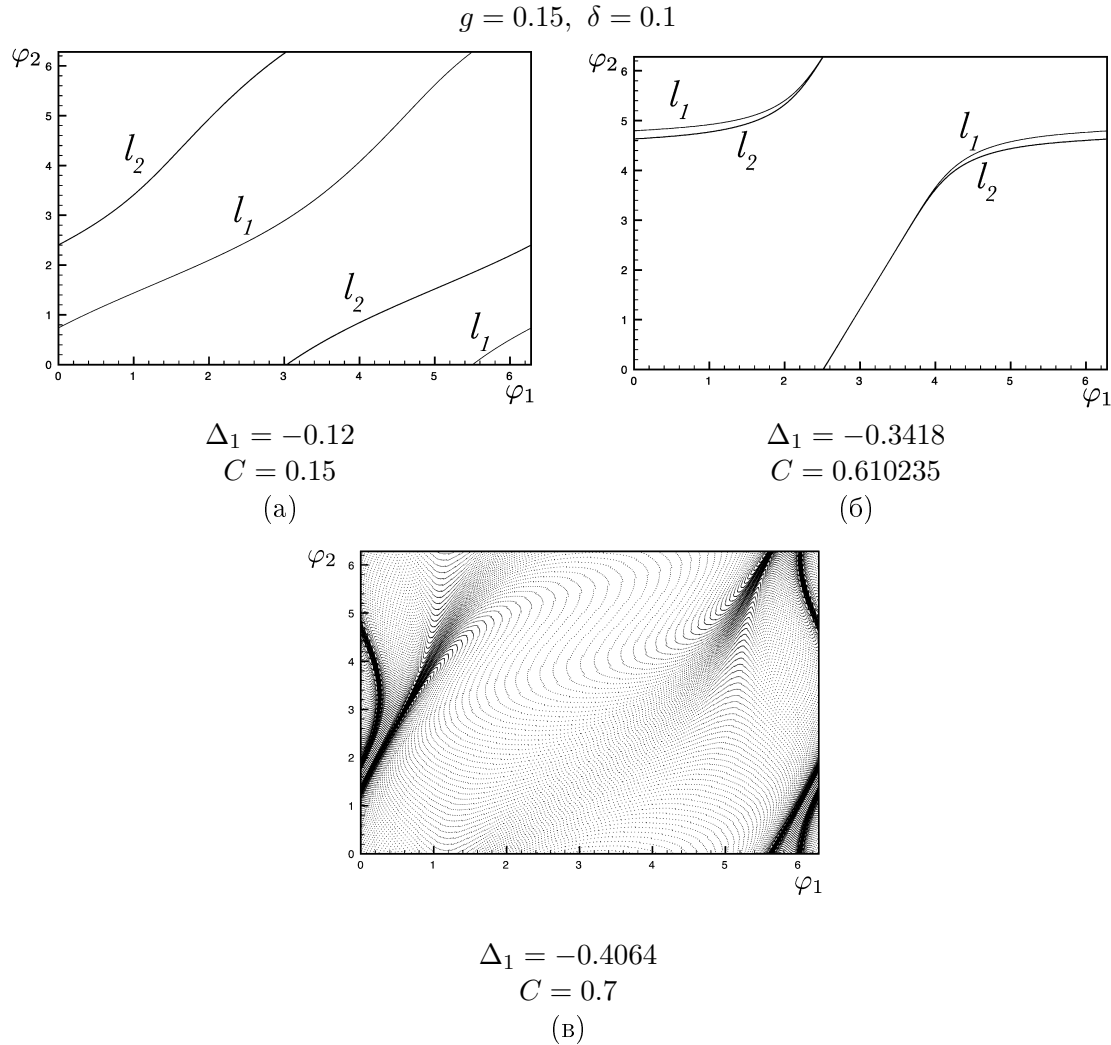 g = 0.15, δ = 0.1
φ₂
6
5
4
3
2
1
0
l₂
l₁
l₂
l₁
0 1 2 3 4 5 6
φ₁
Δ₁ = −0.12
C = 0.15
(а)
φ₂
6
5
4
3
2
1
0
l₁
l₂
l₁
l₂
0 1 2 3 4 5 6
φ₁
Δ₁ = −0.3418
C = 0.610235
(б)
φ₂
6
5
4
3
2
1
0
0 1 2 3 4 5 6
φ₁
Δ₁ = −0.4064
C = 0.7
(в)